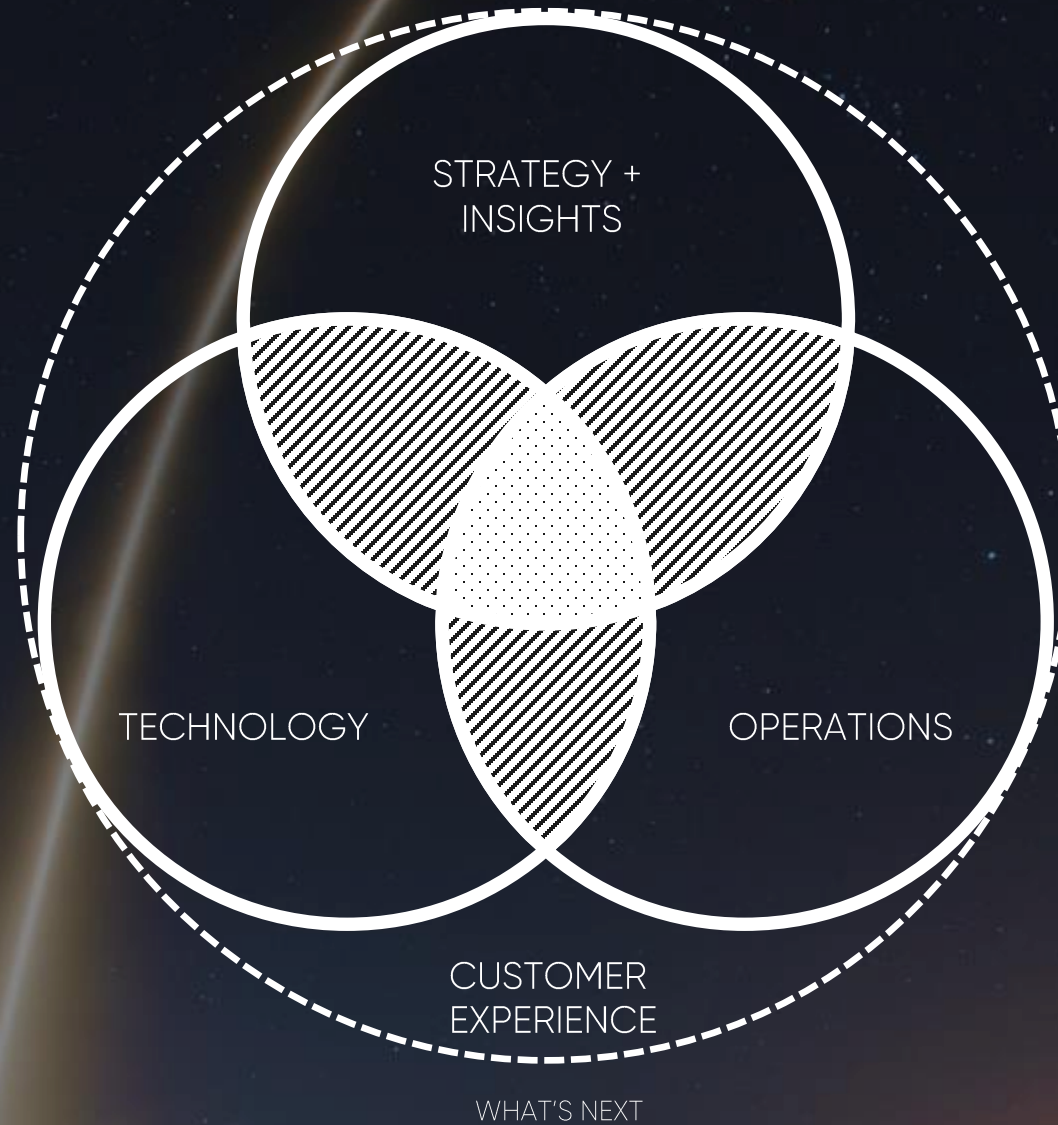 STRATEGY +
INSIGHTS
TECHNOLOGY
OPERATIONS
CUSTOMER
EXPERIENCE
WHAT'S NEXT